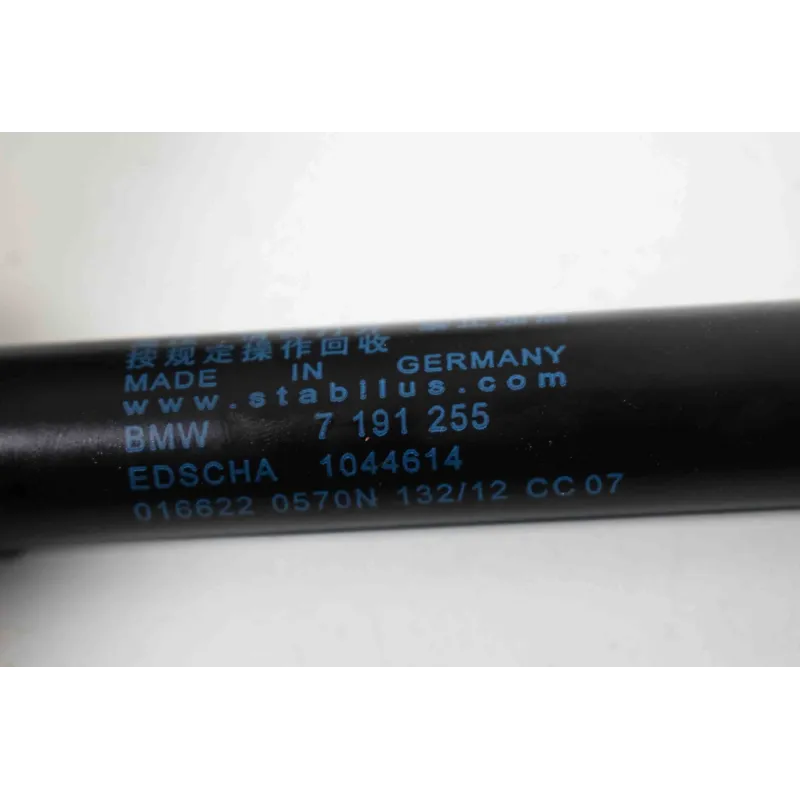 按规定操作回收
MADE IN GERMANY
www.stabilus.com
BMW 7 191 255
EDSCHA 1044614
016622 0570N 132/12 CC 07